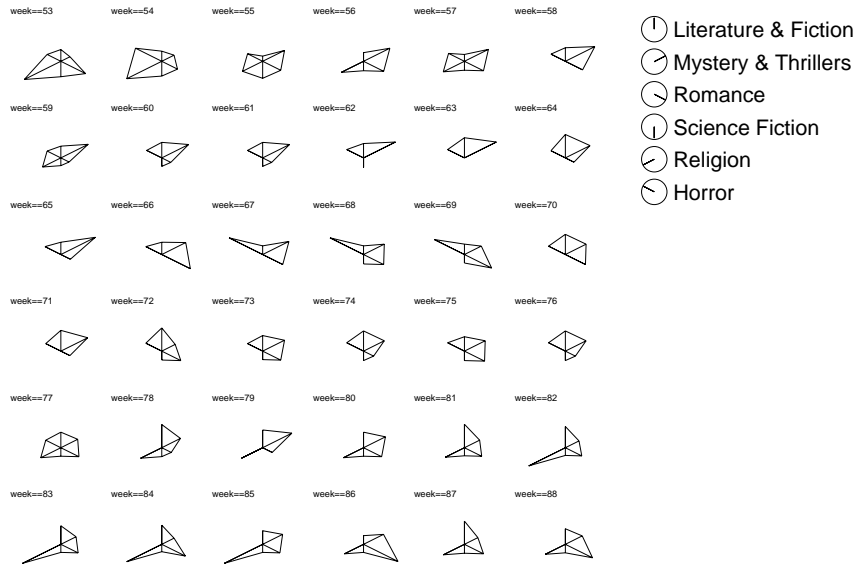 week==53 week==54 week==55 week==56 week==57 week==58
week==59 week==60 week==61 week==62 week==63 week==64
week==65 week==66 week==67 week==68 week==69 week==70
week==71 week==72 week==73 week==74 week==75 week==76
week==77 week==78 week==79 week==80 week==81 week==82
week==83 week==84 week==85 week==86 week==87 week==88
Literature & Fiction
Mystery & Thrillers
Romance
Science Fiction
Religion
Horror